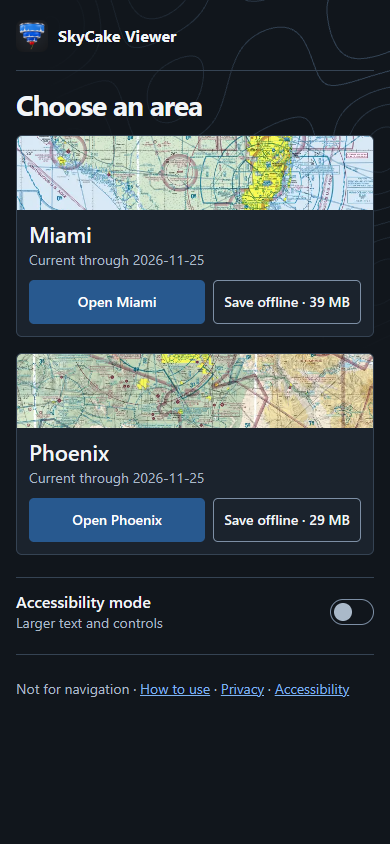 SkyCake Viewer
Choose an area
Miami
Current through 2026-11-25
Open Miami
Save offline · 39 MB
Phoenix
Current through 2026-11-25
Open Phoenix
Save offline · 29 MB
Accessibility mode
Larger text and controls
Not for navigation · How to use · Privacy · Accessibility